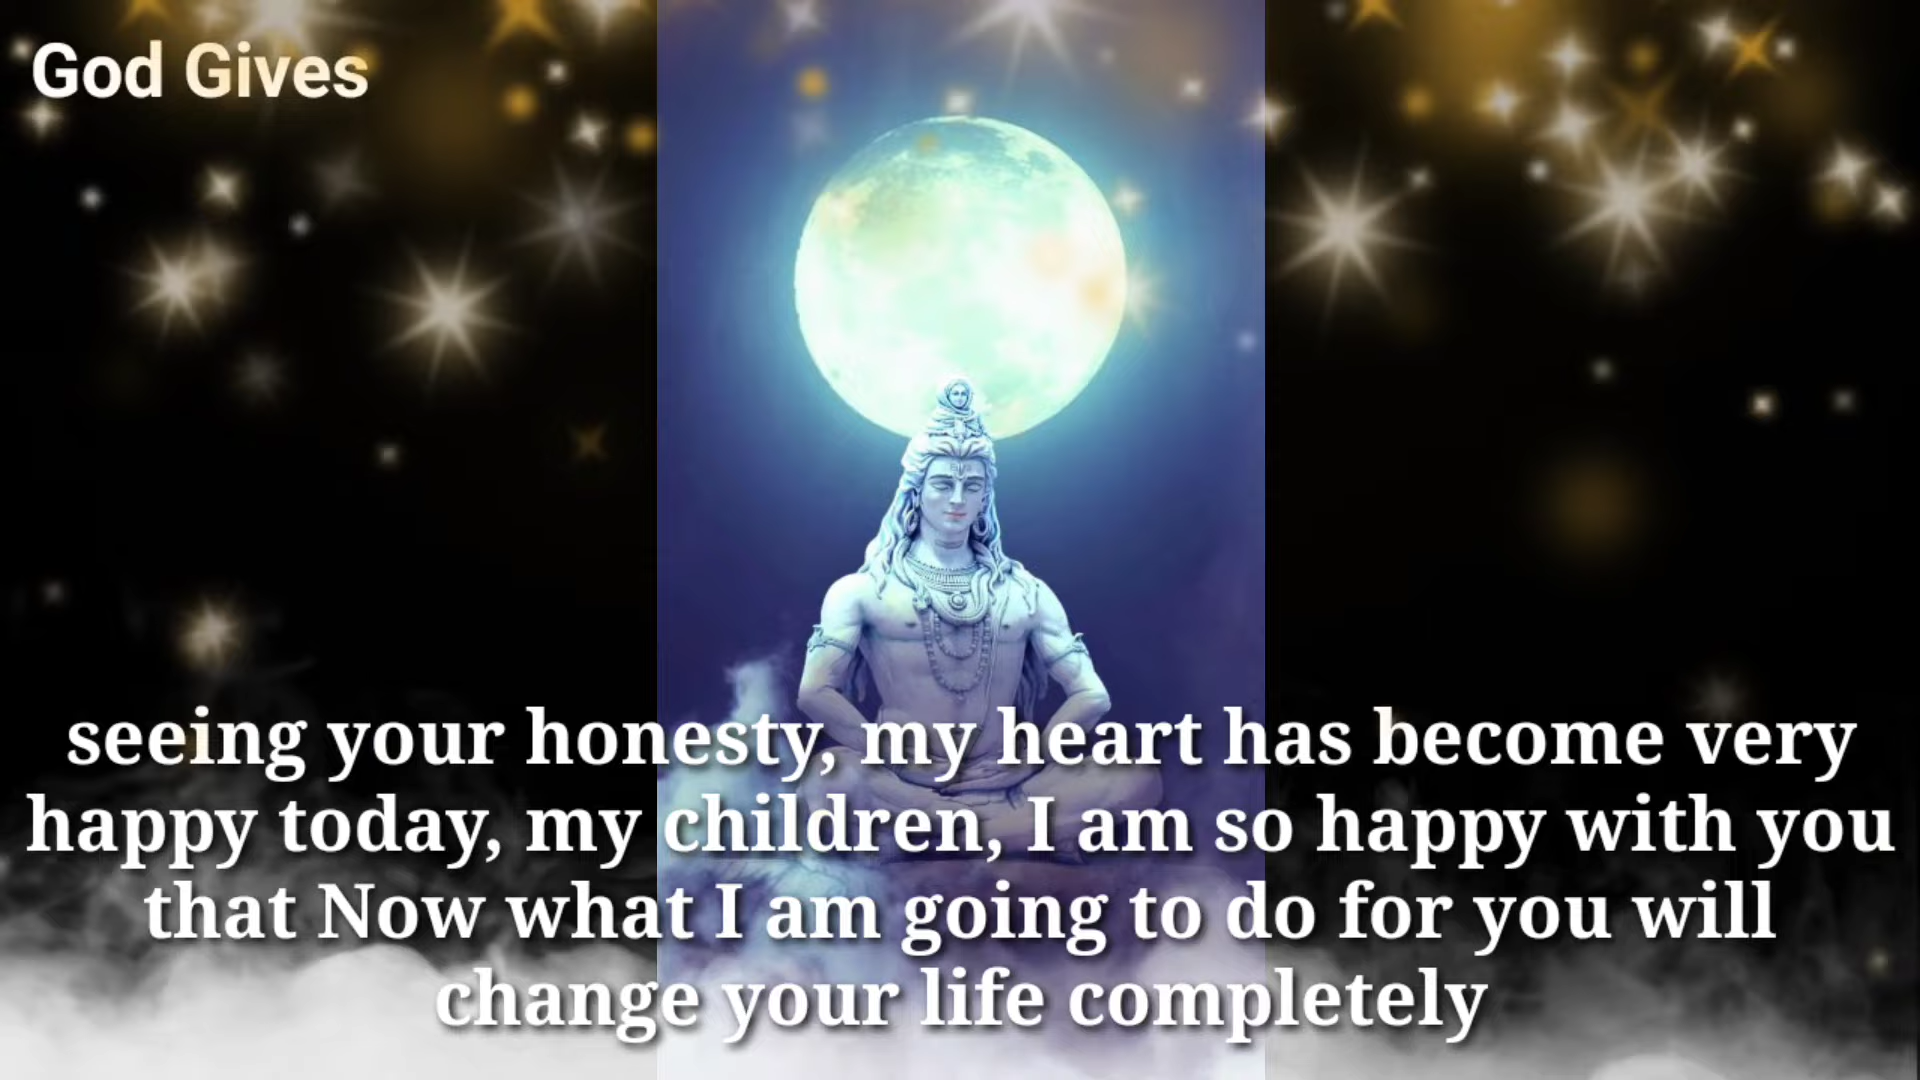 God Gives
seeing your honesty, my heart has become very
happy today, my children, I am so happy with you
that Now what I am going to do for you will
change your life completely